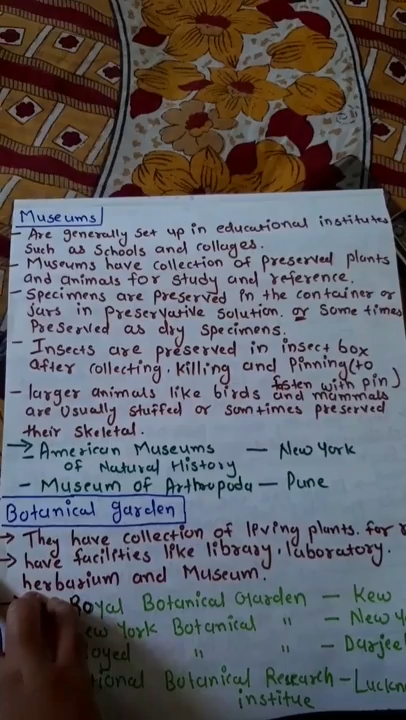 Museums
- Are generally set up in educational institutes
such as Schools and collages.
- Museums have collection of preserved plants
and animals for study and reference.
- Specimens are preserved in the container or
Jars in Preservative solution. or Some times
Preserved as dry specimens.
- Insects are preserved in insect box
after collecting. Killing and Pinning (to
fasten with pin)
- larger animals like birds and mammals
are Usually stuffed or somtimes preserved
their skeletal.
→ American Museums — New York
of Natural History
- Museum of Arthropoda — Pune
Botanical garden
→ They have collection of living plants. for
→ have facilities like library. laboratory.
herbarium and Museum.
Royal Botanical Garden — Kew
York Botanical " — New
" " —
Botanical Research —
institue